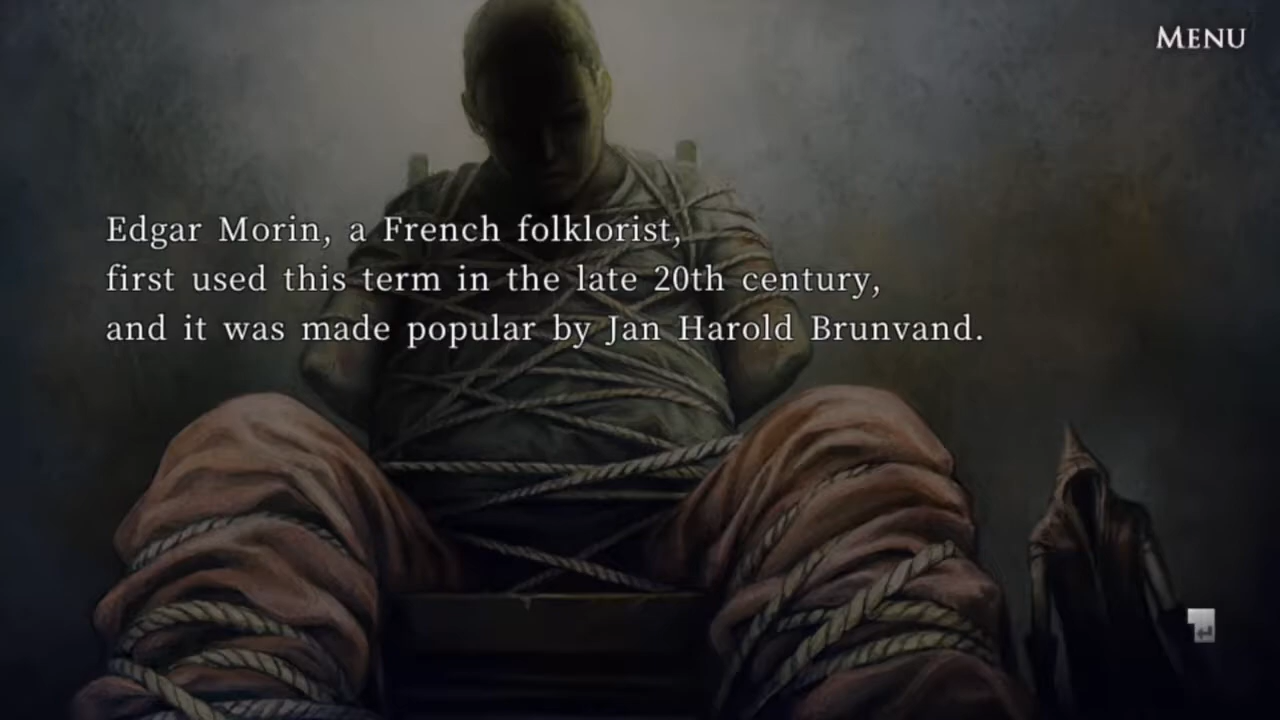 MENU
Edgar Morin, a French folklorist,
first used this term in the late 20th century,
and it was made popular by Jan Harold Brunvand.